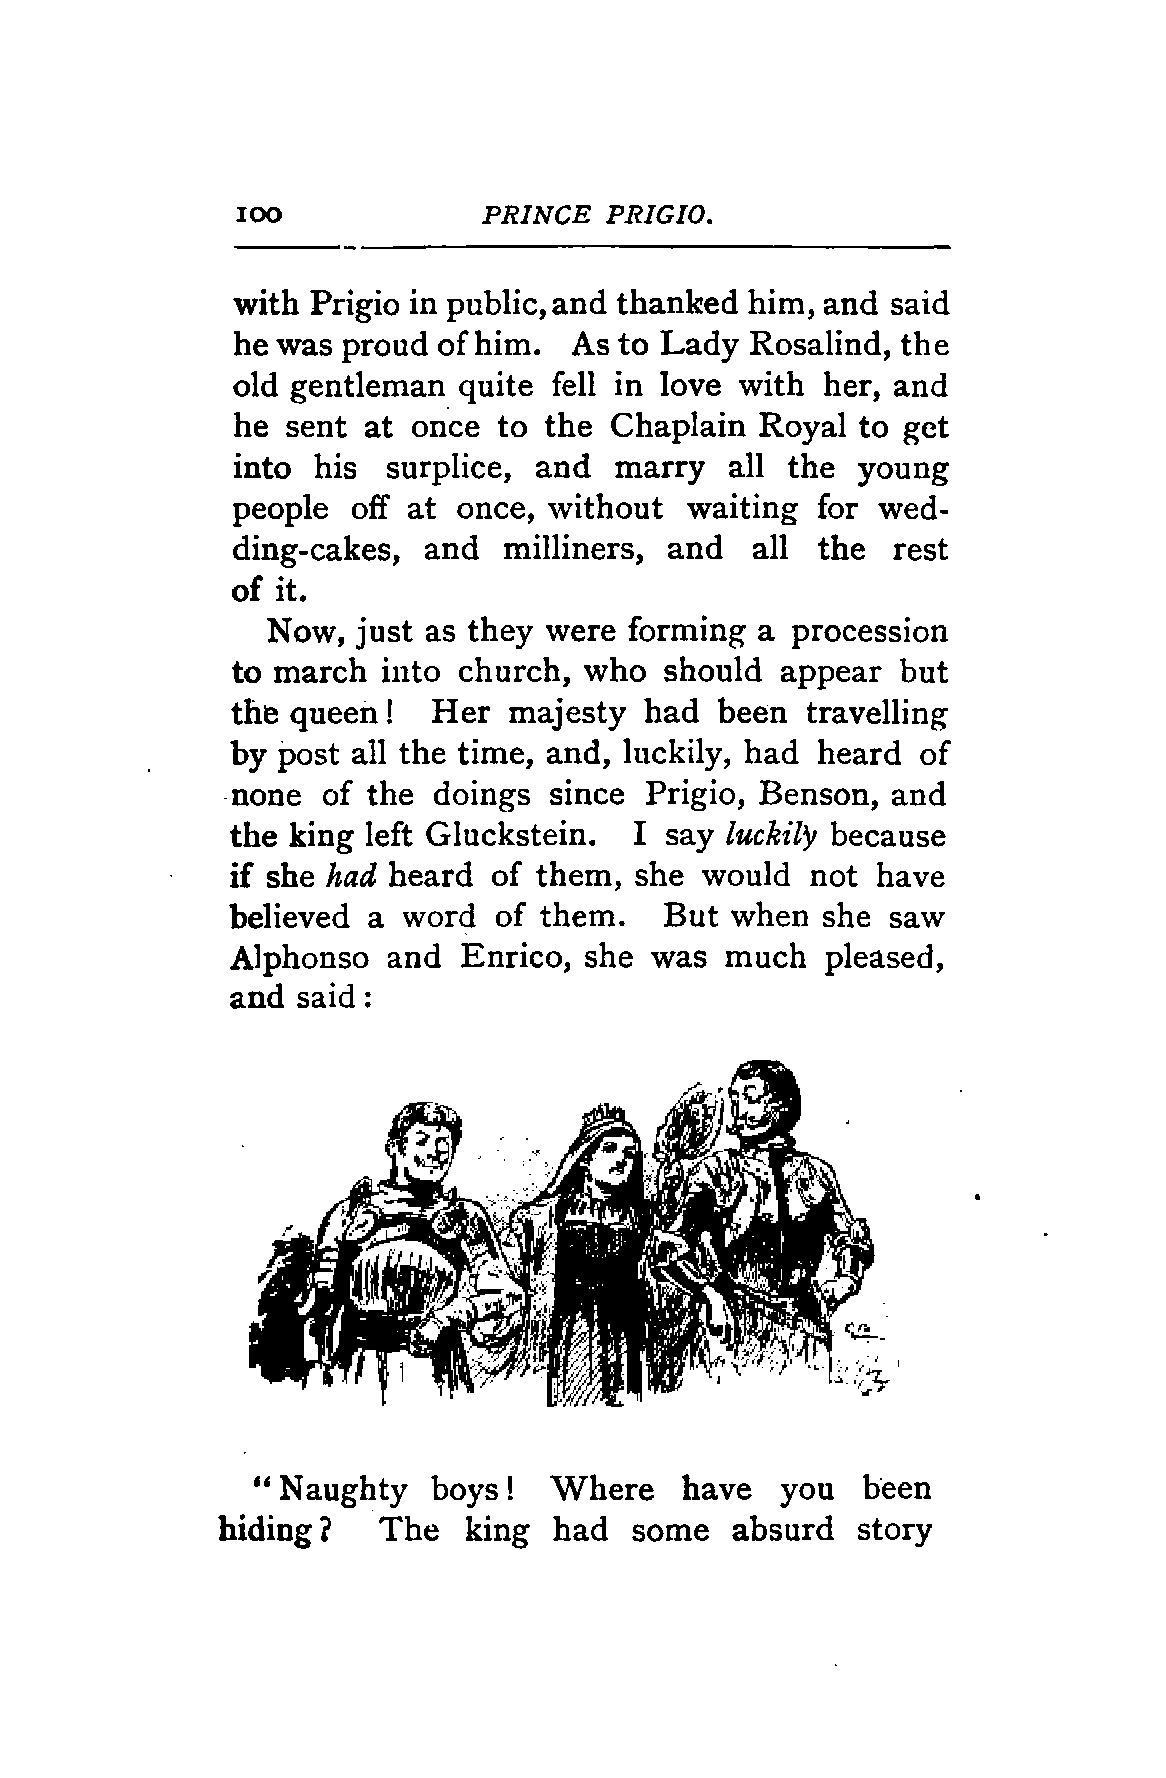 100 PRINCE PRIGIO.
with Prigio in public, and thanked him, and said
he was proud of him. As to Lady Rosalind, the
old gentleman quite fell in love with her, and
he sent at once to the Chaplain Royal to get
into his surplice, and marry all the young
people off at once, without waiting for wed-
ding-cakes, and milliners, and all the rest
of it.
Now, just as they were forming a procession
to march into church, who should appear but
the queen! Her majesty had been travelling
by post all the time, and, luckily, had heard of
none of the doings since Prigio, Benson, and
the king left Gluckstein. I say luckily because
if she had heard of them, she would not have
believed a word of them. But when she saw
Alphonso and Enrico, she was much pleased,
and said:
"Naughty boys! Where have you been
hiding? The king had some absurd story